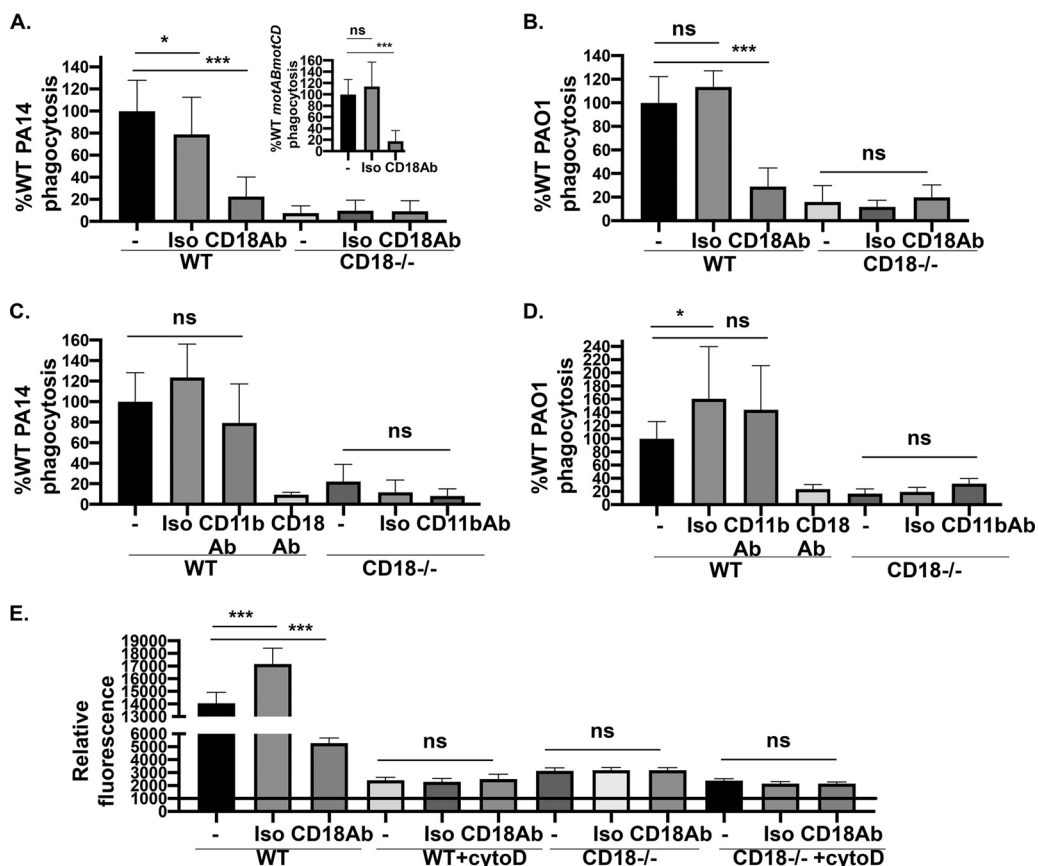 A.
*
***
140
120
100
80
60
40
20
0
%WT PA14
phagocytosis
- Iso CD18Ab - Iso CD18Ab
WT CD18-/-
ns
***
160
140
120
100
80
60
40
20
0
%WT motABmotCD
phagocytosis
- Iso CD18Ab
B.
ns
***
ns
140
120
100
80
60
40
20
0
%WT PAO1
phagocytosis
- Iso CD18Ab - Iso CD18Ab
WT CD18-/-
C.
ns
ns
160
140
120
100
80
60
40
20
0
%WT PA14
phagocytosis
- Iso CD11b CD18 - Iso CD11bAb
Ab Ab
WT CD18-/-
D.
*
ns
ns
240
220
200
180
160
140
120
100
80
60
40
20
0
%WT PAO1
phagocytosis
- Iso CD11b CD18 - Iso CD11bAb
Ab Ab
WT CD18-/-
E.
***
***
ns
ns
ns
19000
18000
17000
16000
15000
14000
13000
6000
5000
4000
3000
2000
1000
0
Relative
fluorescence
- Iso CD18Ab - Iso CD18Ab - Iso CD18Ab - Iso CD18Ab
WT WT+cytoD CD18-/- CD18-/- +cytoD